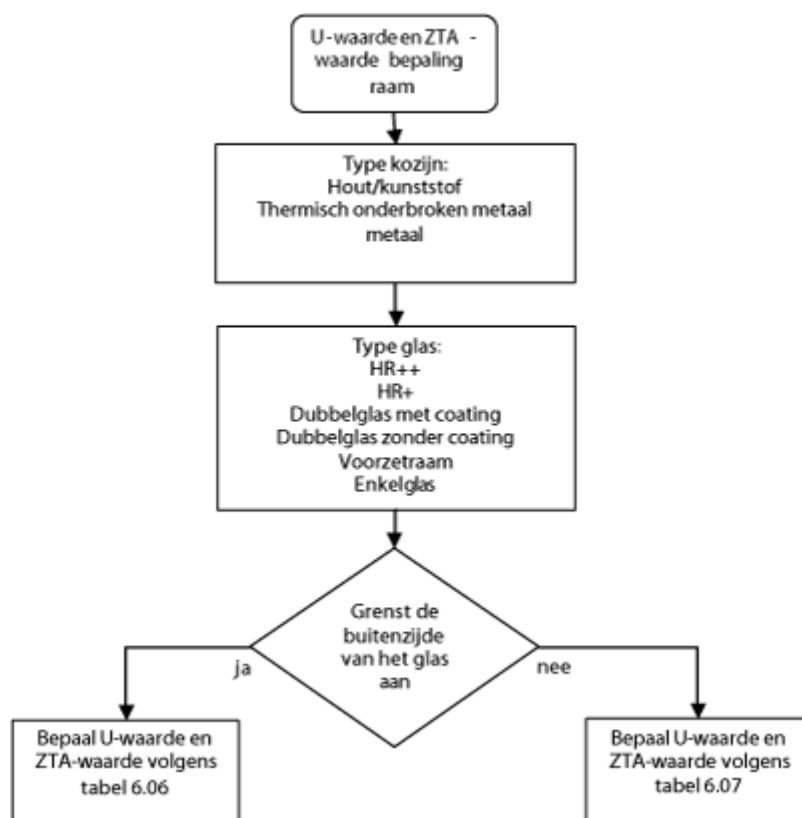 U-waarde en ZTA -
waarde bepaling
raam
Type kozijn:
Hout/kunststof
Thermisch onderbroken metaal
metaal
Type glas:
HR++
HR+
Dubbelglas met coating
Dubbelglas zonder coating
Voorzetraam
Enkelglas
Grenst de
buitenzijde
van het glas
aan
ja
nee
Bepaal U-waarde en
ZTA-waarde volgens
tabel 6.06
Bepaal U-waarde en
ZTA-waarde volgens
tabel 6.07